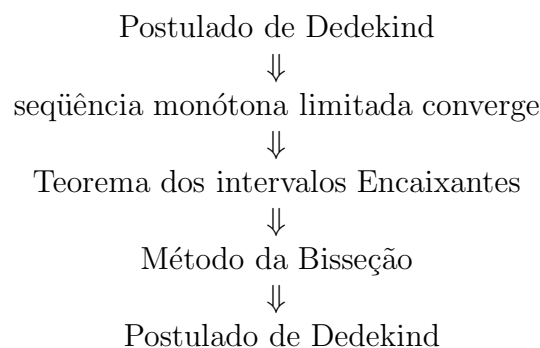 Postulado de Dedekind
⇓
seqüência monótona limitada converge
⇓
Teorema dos intervalos Encaixantes
⇓
Método da Bisseção
⇓
Postulado de Dedekind